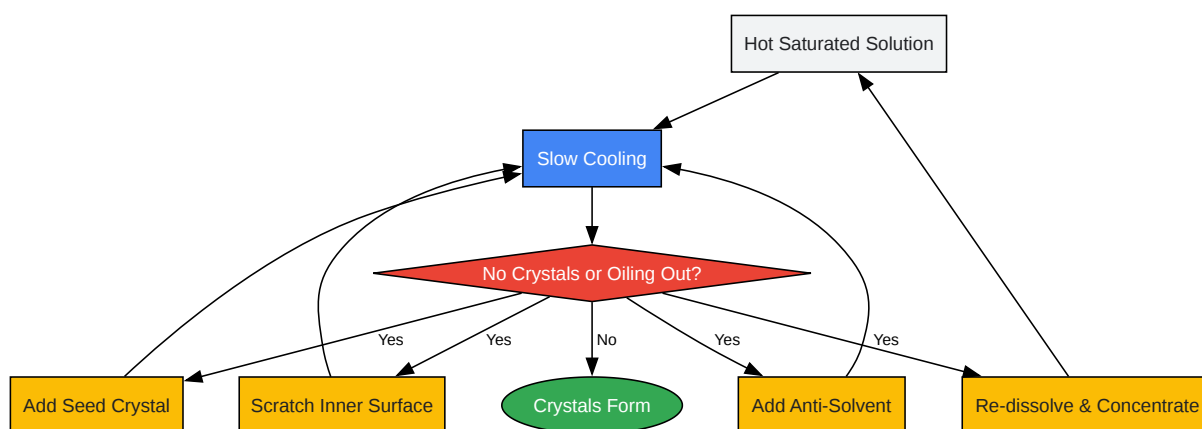 Hot Saturated Solution
Slow Cooling
No Crystals or Oiling Out?
Yes
Yes
No
Yes
Yes
Add Seed Crystal
Scratch Inner Surface
Crystals Form
Add Anti-Solvent
Re-dissolve & Concentrate